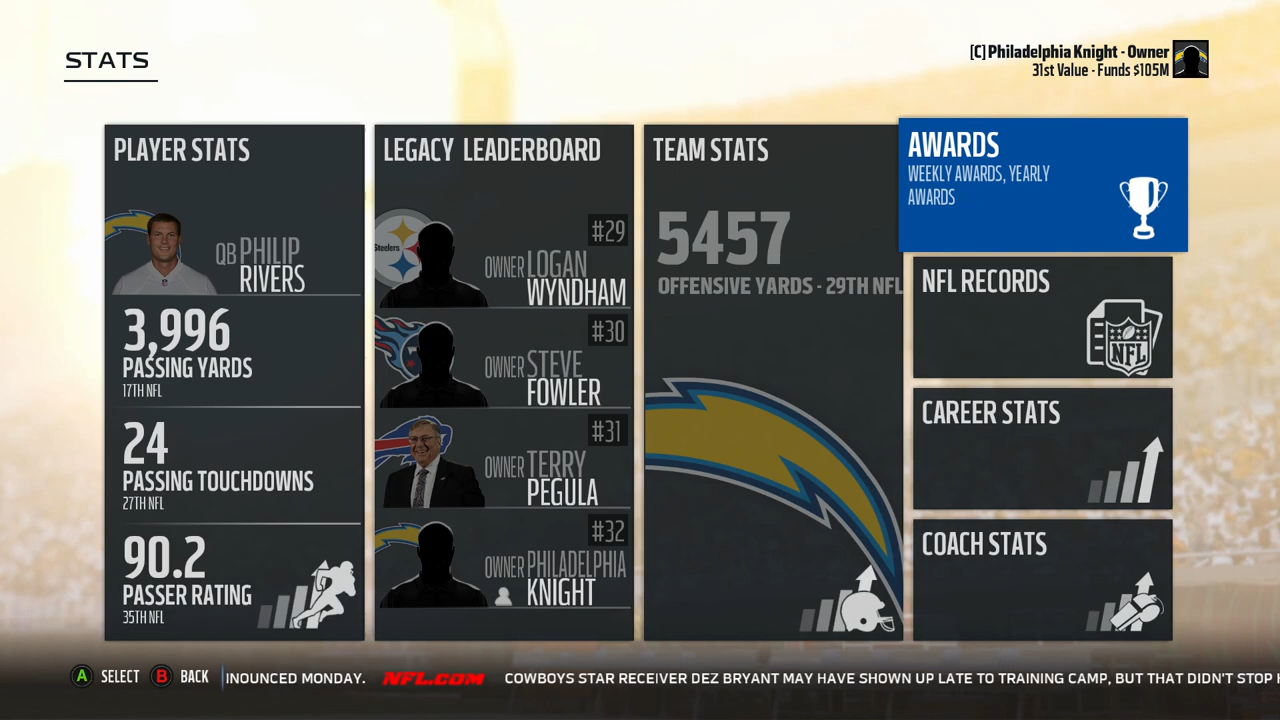 STATS
[C] Philadelphia Knight - Owner
31st Value - Funds $105M
PLAYER STATS
QB PHILIP
RIVERS
3,996
PASSING YARDS
17TH NFL
24
PASSING TOUCHDOWNS
27TH NFL
90.2
PASSER RATING
35TH NFL
LEGACY LEADERBOARD
#29
Steelers
OWNER LOGAN
WYNDHAM
#30
OWNER STEVE
FOWLER
#31
OWNER TERRY
PEGULA
#32
OWNER PHILADELPHIA
KNIGHT
TEAM STATS
5457
OFFENSIVE YARDS - 29TH NFL
AWARDS
WEEKLY AWARDS, YEARLY
AWARDS
NFL RECORDS
NFL
CAREER STATS
COACH STATS
A SELECT B BACK INOUNCED MONDAY. NFL.COM COWBOYS STAR RECEIVER DEZ BRYANT MAY HAVE SHOWN UP LATE TO TRAINING CAMP, BUT THAT DIDN'T STOP